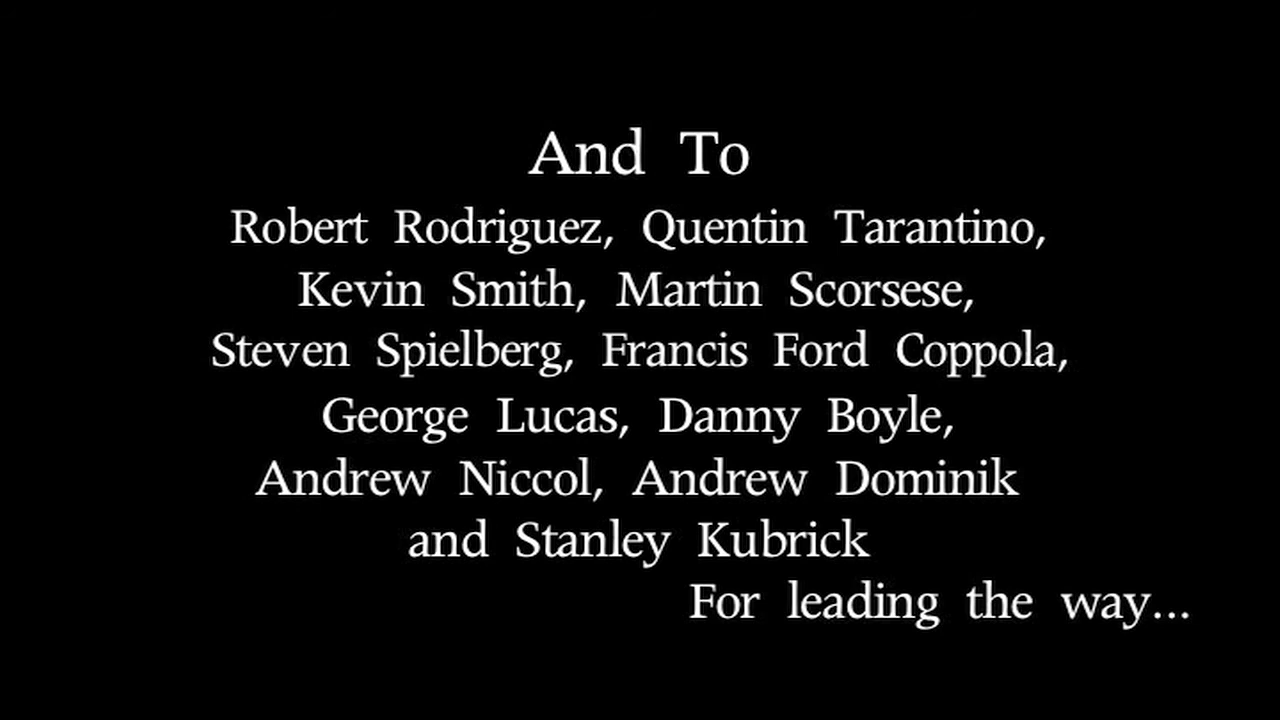 And To
Robert Rodriguez, Quentin Tarantino,
Kevin Smith, Martin Scorsese,
Steven Spielberg, Francis Ford Coppola,
George Lucas, Danny Boyle,
Andrew Niccol, Andrew Dominik
and Stanley Kubrick
For leading the way...